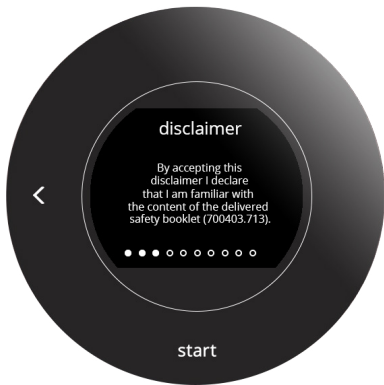 disclaimer
By accepting this
disclaimer I declare
that I am familiar with
the content of the delivered
safety booklet (700403.713).
start